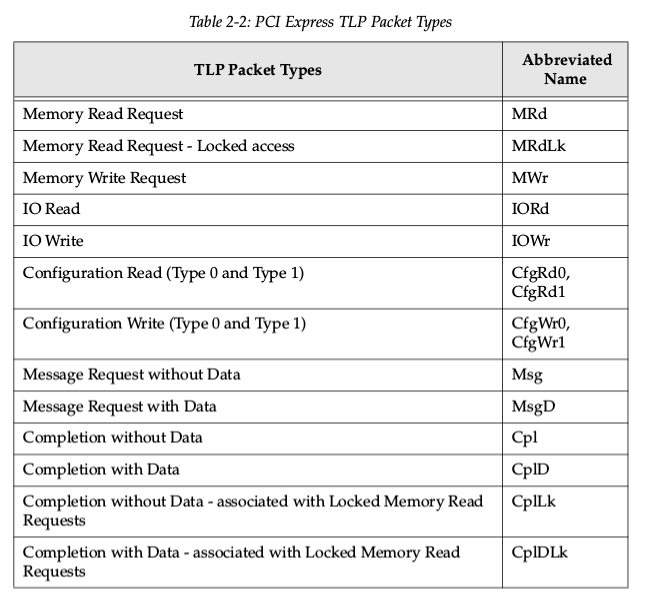 Table 2-2: PCI Express TLP Packet Types
TLP Packet Types
Abbreviated
Name
Memory Read Request
MRd
Memory Read Request - Locked access
MRdLk
Memory Write Request
MWr
IO Read
IORd
IO Write
IOWr
Configuration Read (Type 0 and Type 1)
CfgRd0,
CfgRd1
Configuration Write (Type 0 and Type 1)
CfgWr0,
CfgWr1
Message Request without Data
Msg
Message Request with Data
MsgD
Completion without Data
Cpl
Completion with Data
CplD
Completion without Data - associated with Locked Memory Read
Requests
CplLk
Completion with Data - associated with Locked Memory Read
Requests
CplDLk